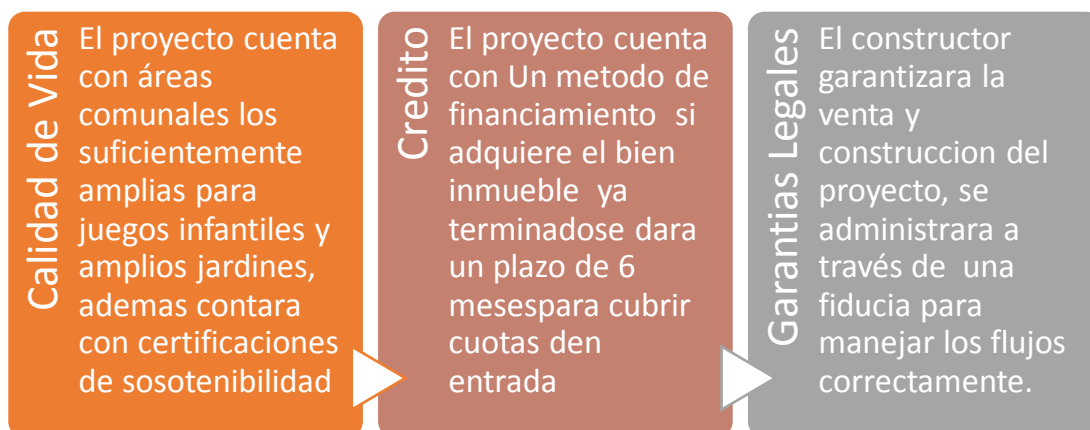 Calidad de Vida
El proyecto cuenta
con áreas
comunales los
suficientemente
amplias para
juegos infantiles y
amplios jardines,
ademas contara
con certificaciones
de sosotenibilidad
Credito
El proyecto cuenta
con Un metodo de
financiamiento si
adquiere el bien
inmueble ya
terminadose dara
un plazo de 6
mesespara cubrir
cuotas den
entrada
Garantias Legales
El constructor
garantizara la
venta y
construccion del
proyecto, se
administrara a
través de una
fiducia para
manejar los flujos
correctamente.